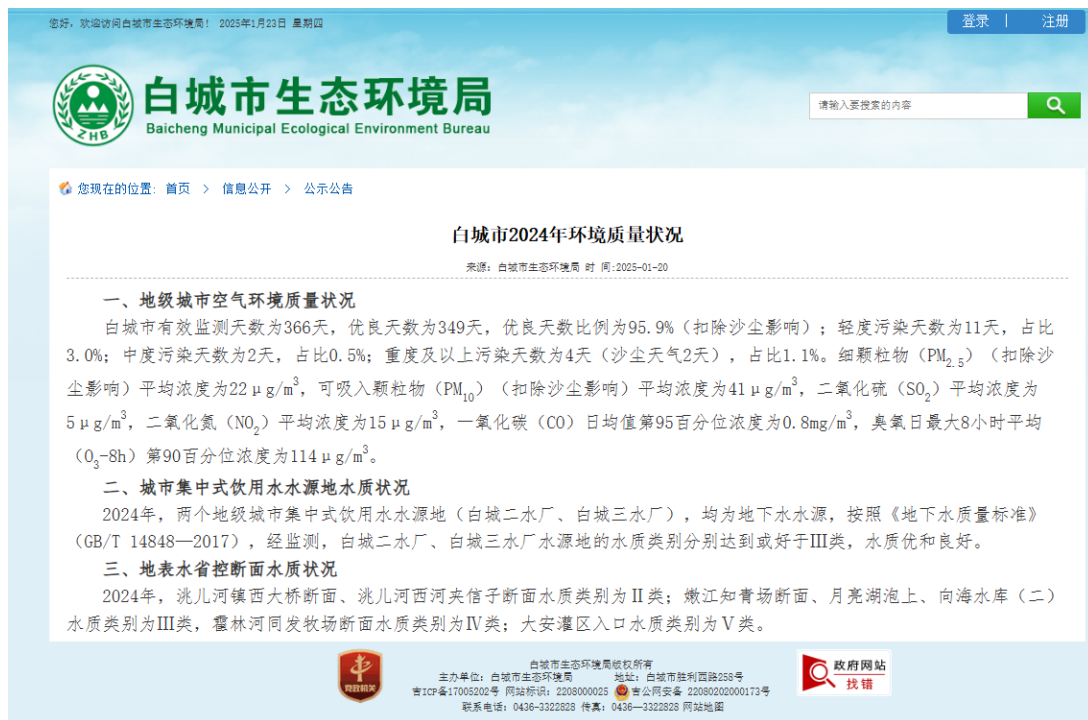 您好，欢迎访问白城市生态环境局！ 2025年1月23日 星期四
登录 | 注册
白城市生态环境局
Baicheng Municipal Ecological Environment Bureau
ZHB
请输入要搜索的内容
您现在的位置: 首页 > 信息公开 > 公示公告
白城市2024年环境质量状况
来源: 白城市生态环境局 时 间:2025-01-20
一、地级城市空气环境质量状况
白城市有效监测天数为366天，优良天数为349天，优良天数比例为95.9%（扣除沙尘影响）；轻度污染天数为11天，占比
3.0%；中度污染天数为2天，占比0.5%；重度及以上污染天数为4天（沙尘天气2天），占比1.1%。细颗粒物（PM2.5）（扣除沙
尘影响）平均浓度为22μg/m3，可吸入颗粒物（PM10）（扣除沙尘影响）平均浓度为41μg/m3，二氧化硫（SO2）平均浓度为
5μg/m3，二氧化氮（NO2）平均浓度为15μg/m3，一氧化碳（CO）日均值第95百分位浓度为0.8mg/m3，臭氧日最大8小时平均
（O3-8h）第90百分位浓度为114μg/m3。
二、城市集中式饮用水水源地水质状况
2024年，两个地级城市集中式饮用水水源地（白城二水厂、白城三水厂），均为地下水水源，按照《地下水质量标准》
（GB/T 14848—2017），经监测，白城二水厂、白城三水厂水源地的水质类别分别达到或好于Ⅲ类，水质优和良好。
三、地表水省控断面水质状况
2024年，洮儿河镇西大桥断面、洮儿河西河夹信子断面水质类别为Ⅱ类；嫩江知青场断面、月亮湖泡上、向海水库（二）
水质类别为Ⅲ类，霍林河同发牧场断面水质类别为Ⅳ类；大安灌区入口水质类别为Ⅴ类。
党政机关
白城市生态环境局版权所有
主办单位: 白城市生态环境局 地址: 白城市胜利西路258号
吉ICP备17005202号 网站标识: 2208000025 吉公网安备 22080202000173号
联系电话: 0436-3322828 传真: 0436—3322828 网站地图
政府网站
找错